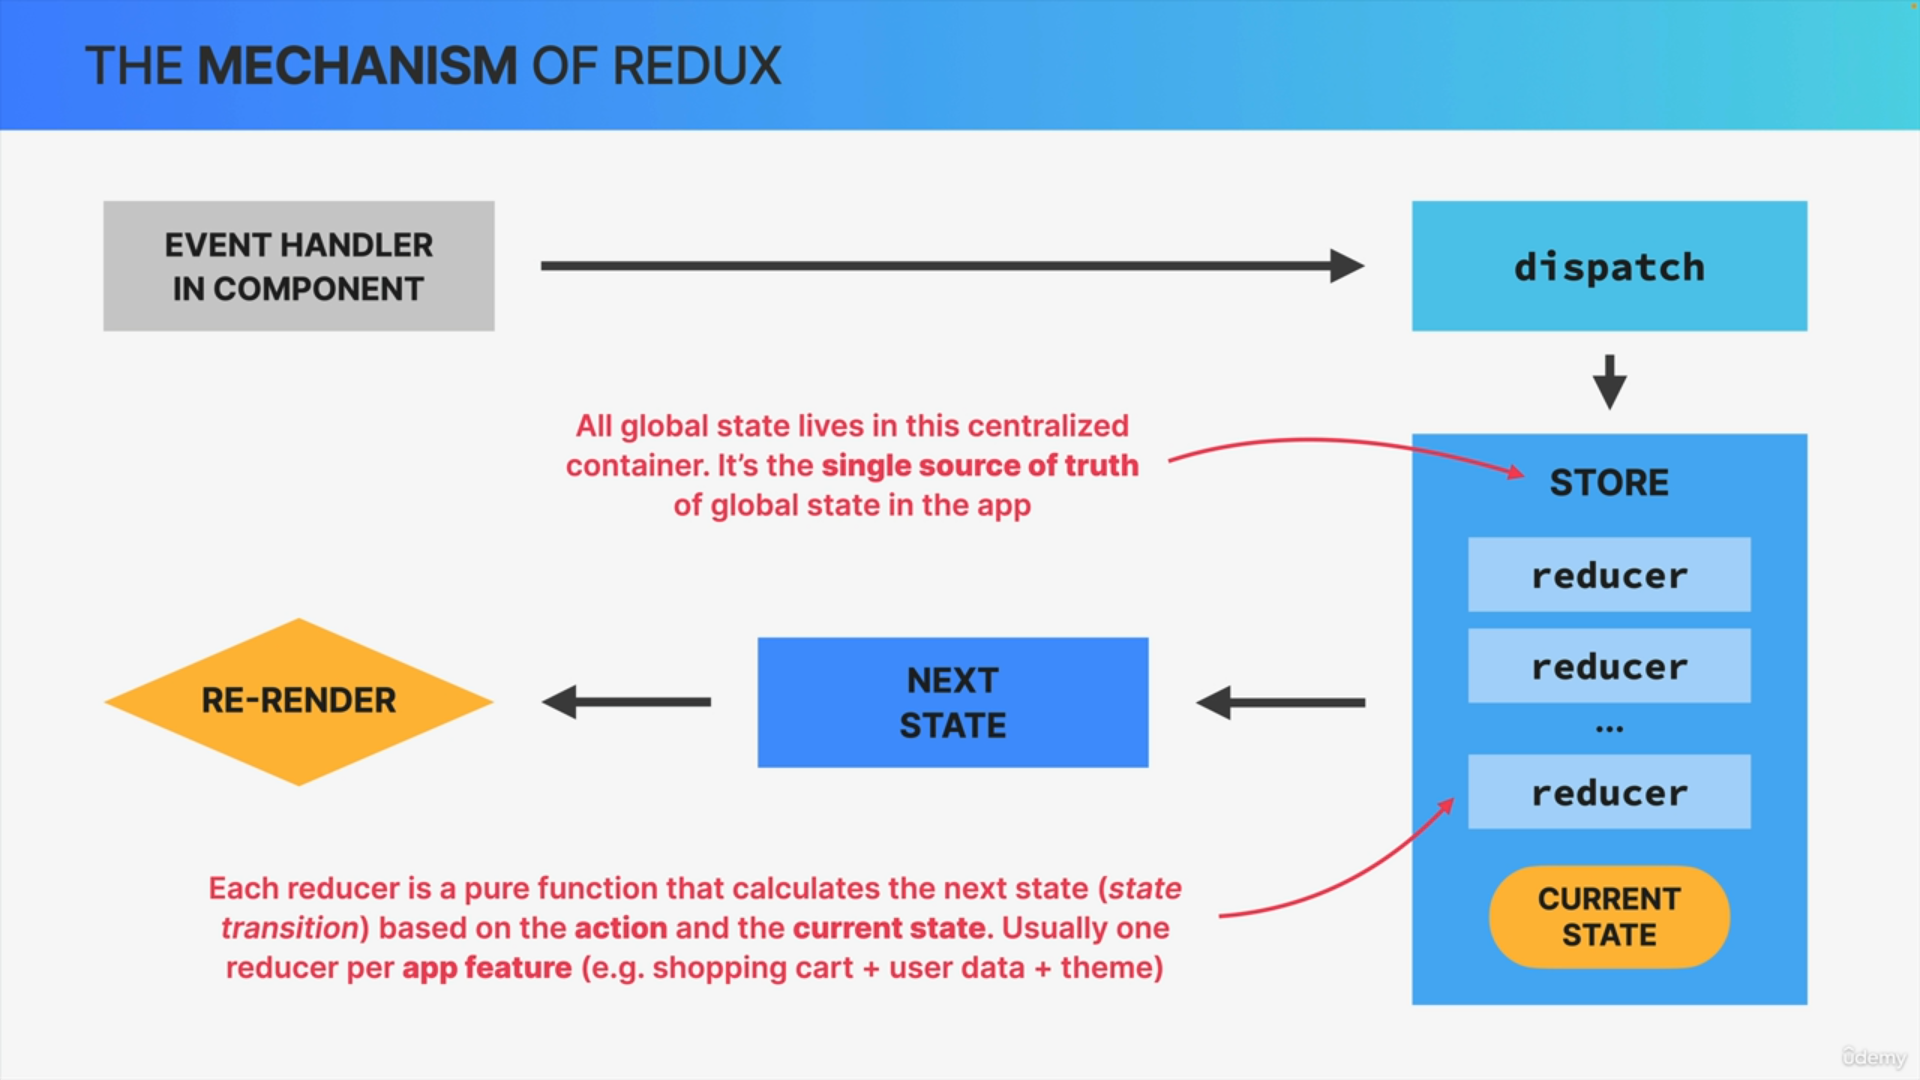 THE MECHANISM OF REDUX
EVENT HANDLER
IN COMPONENT
dispatch
All global state lives in this centralized
container. It’s the single source of truth
of global state in the app
STORE
reducer
reducer
...
reducer
CURRENT
STATE
NEXT
STATE
RE-RENDER
Each reducer is a pure function that calculates the next state (state
transition) based on the action and the current state. Usually one
reducer per app feature (e.g. shopping cart + user data + theme)
ûdemy